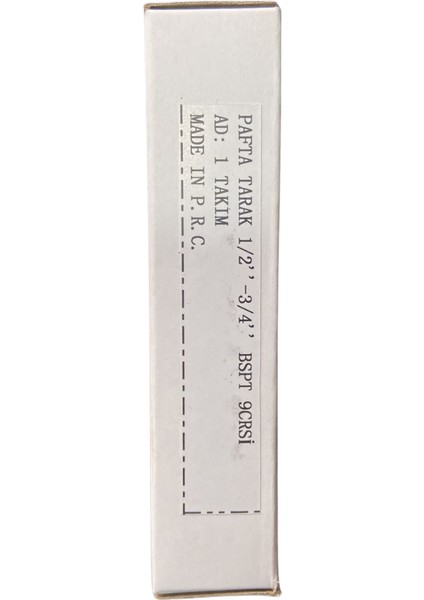 PAFTA TARAK 1/2''-3/4'' BSPT 9CRSİ
AD: 1 TAKIM
MADE IN P.R.C.